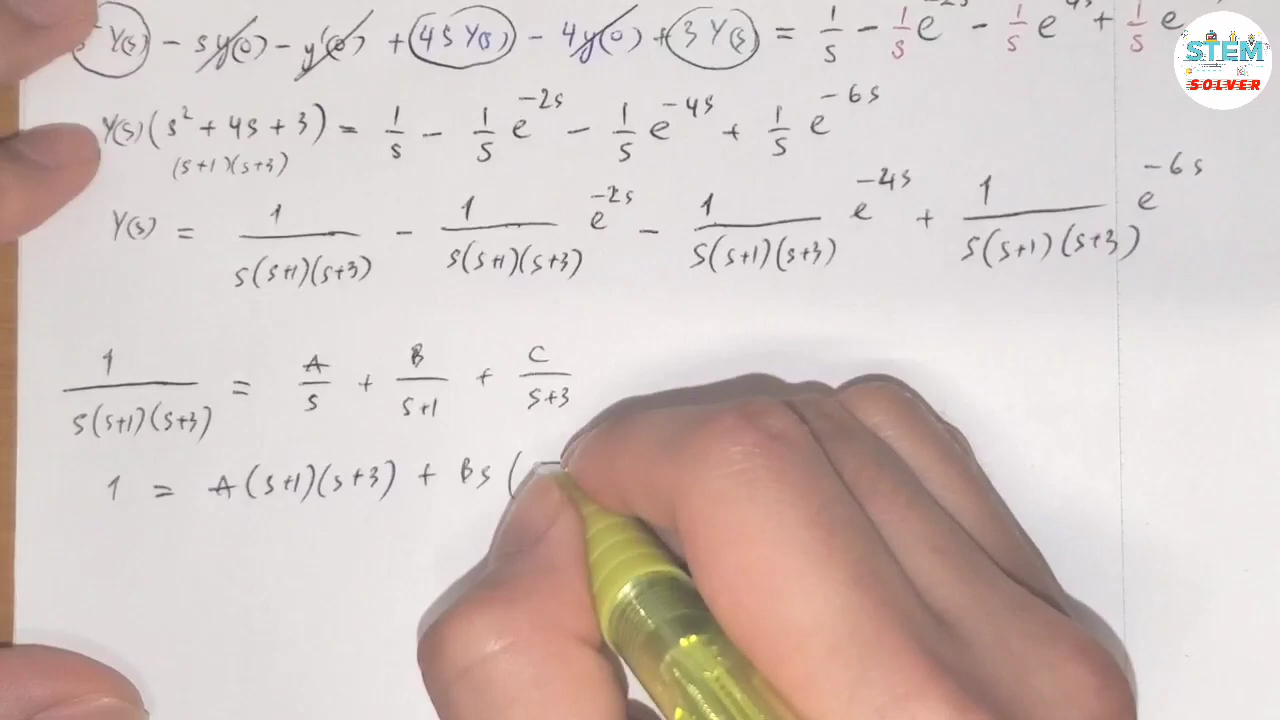 Y(s) - sy(0) - y'(0) + 4sY(s) - 4y(0) + 3Y(s) = 1/s - 1/s e^-2s - 1/s e^-4s + 1/s e
STEM
SOLVER
Y(s)(s² + 4s + 3) = 1/s - 1/s e^-2s - 1/s e^-4s + 1/s e^-6s
(s+1)(s+3)
Y(s) = 1/(s(s+1)(s+3)) - 1/(s(s+1)(s+3)) e^-2s - 1/(s(s+1)(s+3)) e^-4s + 1/(s(s+1)(s+3)) e^-6s
1/(s(s+1)(s+3)) = A/s + B/(s+1) + C/(s+3)
1 = A(s+1)(s+3) + Bs(